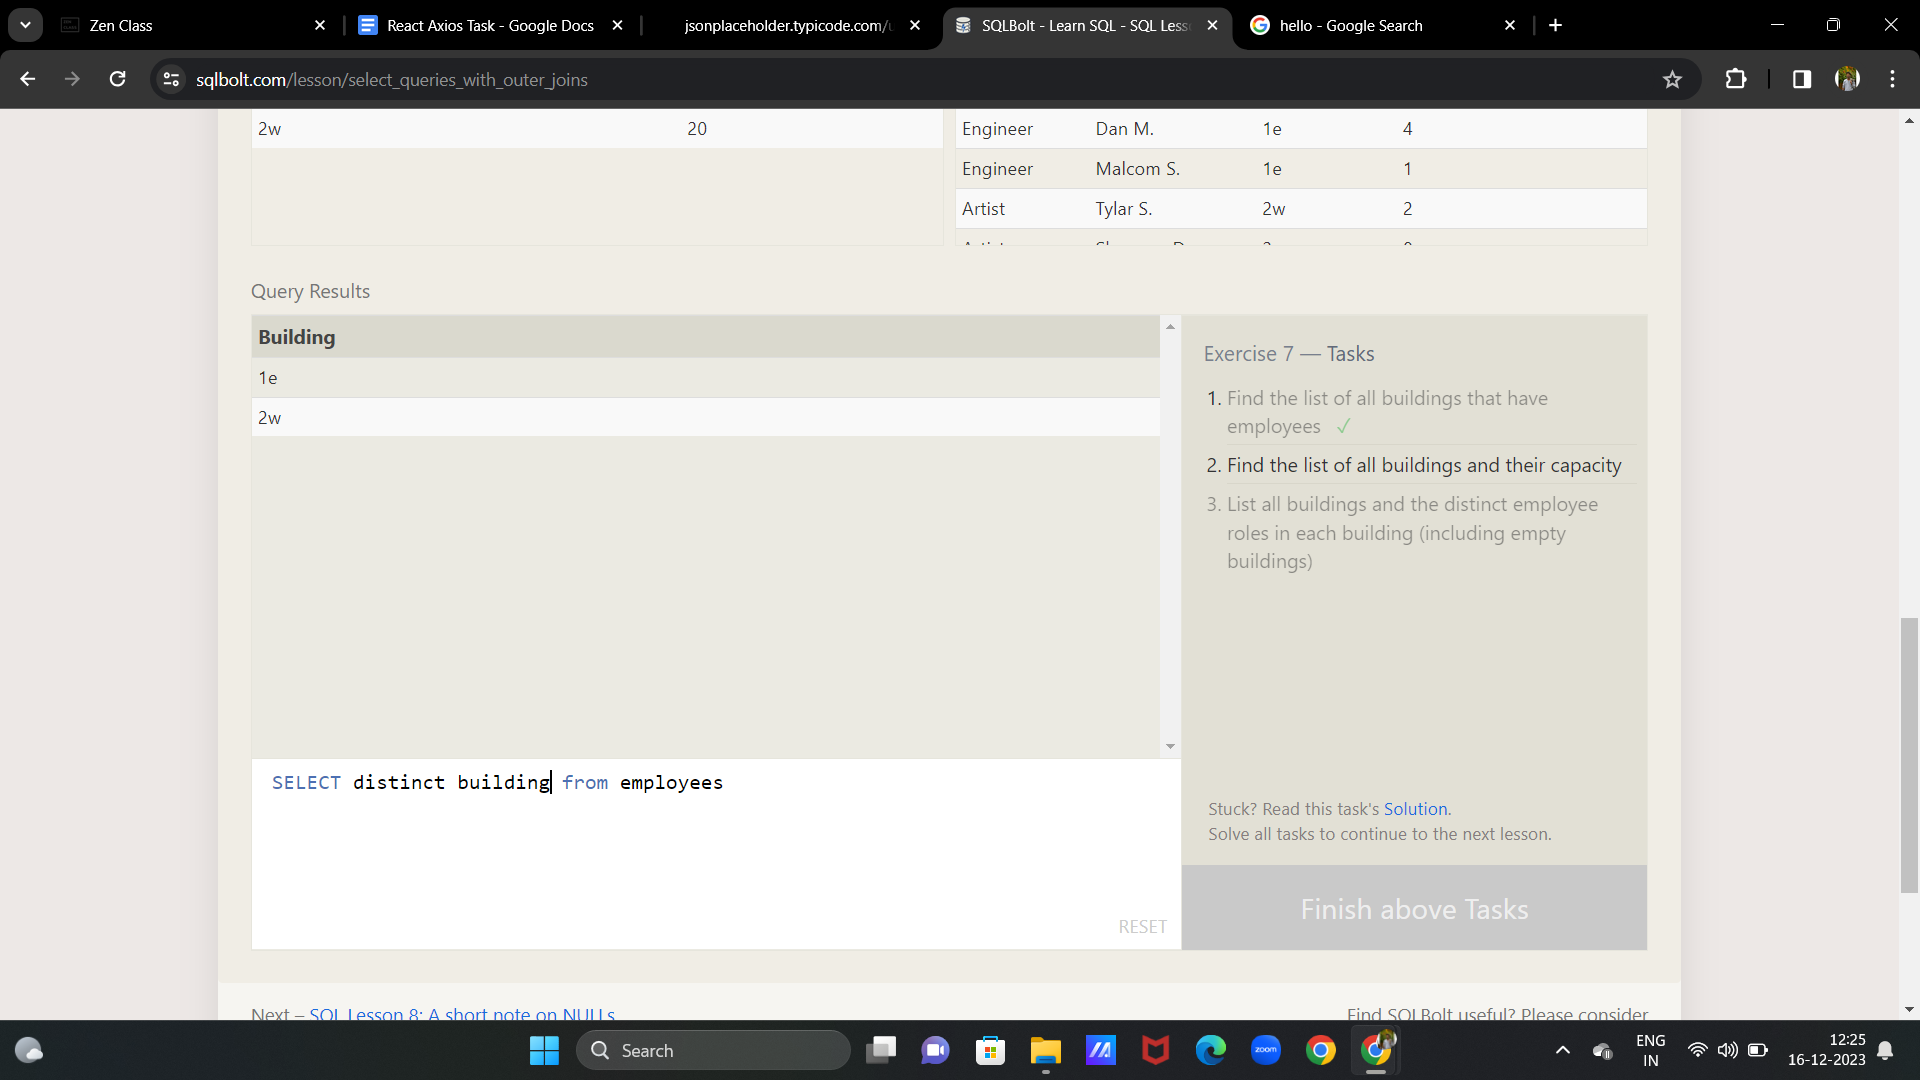 Zen Class
React Axios Task - Google Docs
jsonplaceholder.typicode.com/u
SQLBolt - Learn SQL - SQL Less
hello - Google Search
sqlbolt.com/lesson/select_queries_with_outer_joins
2w 20
Engineer Dan M. 1e 4
Engineer Malcom S. 1e 1
Artist Tylar S. 2w 2
Query Results
Building
1e
2w
Exercise 7 — Tasks
1. Find the list of all buildings that have
employees ✓
2. Find the list of all buildings and their capacity
3. List all buildings and the distinct employee
roles in each building (including empty
buildings)
SELECT distinct building from employees
RESET
Stuck? Read this task's Solution.
Solve all tasks to continue to the next lesson.
Finish above Tasks
Next – SQL Lesson 8: A short note on NULLs
Find SQLBolt useful? Please consider
Search
zoom
ENG
IN
12:25
16-12-2023